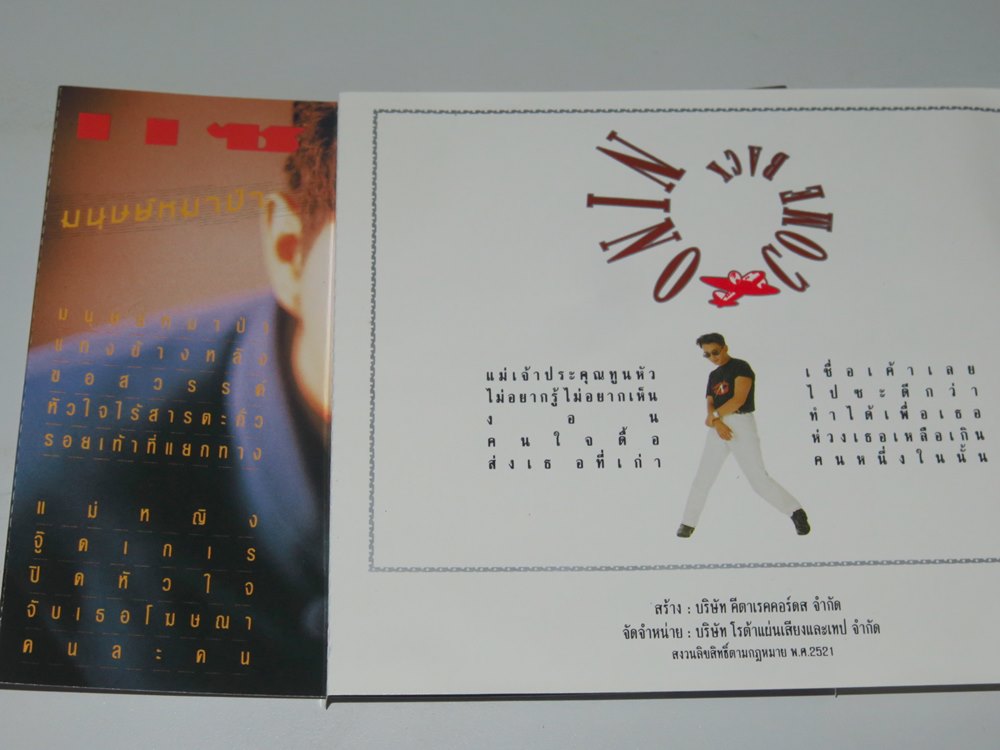 มนุษย์หมาป่า
มนุษย์หมาป่า
แกงข้างหลัง
ขอสวรรค์
หัวใจไร้สารตะกั่ว
รอยเท้าที่แยกทาง
แม่หญิง
จู๊ดเกเร
ปิดหัวใจ
จับเธอโฆษณา
คนละคน
NINO
COME
BACK
แม่เจ้าประคุณทูนหัว
ไม่อยากรู้ไม่อยากเห็น
งอน
คนใจดื้อ
ส่งเธอที่เก่า
เชื่อเค้าเลย
ไปซะดีกว่า
ทำได้เพื่อเธอ
ห่วงเธอเหลือเกิน
คนหนึ่งในนั้น
สร้าง : บริษัท คีตาเรคคอร์ดส จำกัด
จัดจำหน่าย : บริษัท โรต้าแผ่นเสียงและเทป จำกัด
สงวนลิขสิทธิ์ตามกฎหมาย พ.ศ.2521